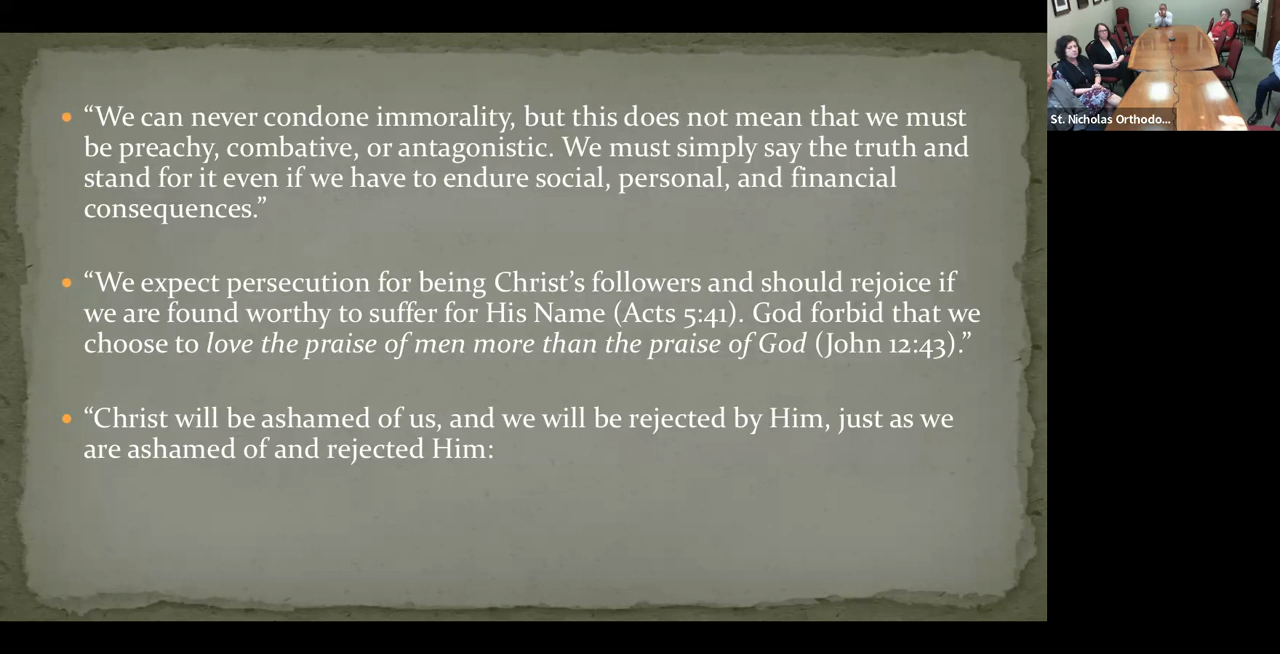 “We can never condone immorality, but this does not mean that we must
be preachy, combative, or antagonistic. We must simply say the truth and
stand for it even if we have to endure social, personal, and financial
consequences.”
“We expect persecution for being Christ’s followers and should rejoice if
we are found worthy to suffer for His Name (Acts 5:41). God forbid that we
choose to love the praise of men more than the praise of God (John 12:43).”
“Christ will be ashamed of us, and we will be rejected by Him, just as we
are ashamed of and rejected Him:
St. Nicholas Orthodo...